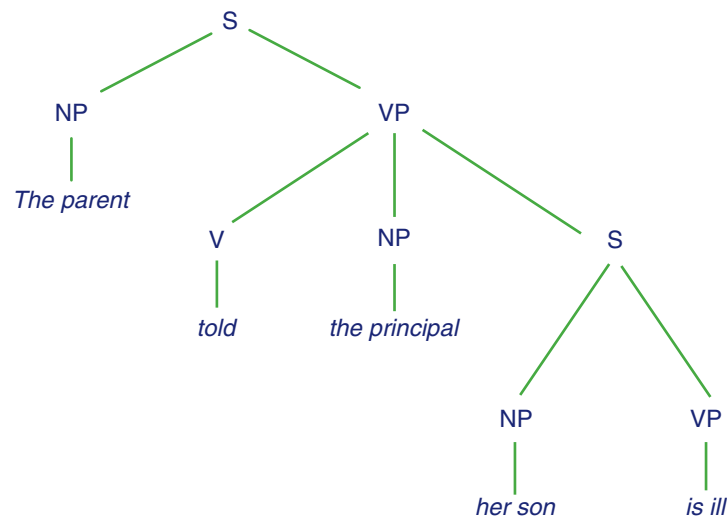 S
NP VP
The parent
V NP S
told the principal
NP VP
her son is ill